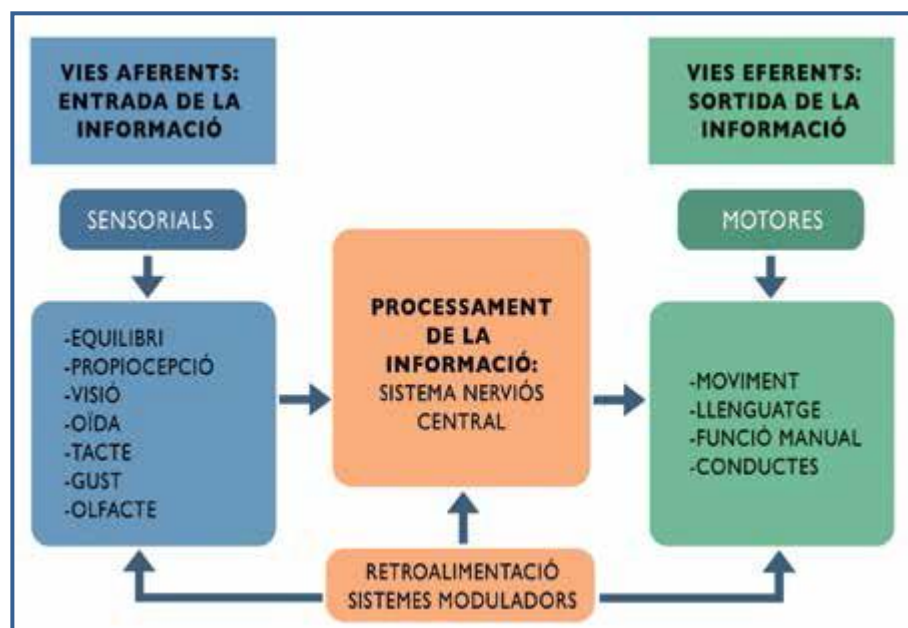 VIES AFERENTS:
ENTRADA DE LA
INFORMACIÓ
SENSORIALS
-EQUILIBRI
-PROPIOCEPCIÓ
-VISIÓ
-OÏDA
-TACTE
-GUST
-OLFACTE
PROCESSAMENT
DE LA
INFORMACIÓ:
SISTEMA NERVIÓS
CENTRAL
VIES EFERENTS:
SORTIDA DE LA
INFORMACIÓ
MOTORES
-MOVIMENT
-LLENGUATGE
-FUNCIÓ MANUAL
-CONDUCTES
RETROALIMENTACIÓ
SISTEMES MODULADORS